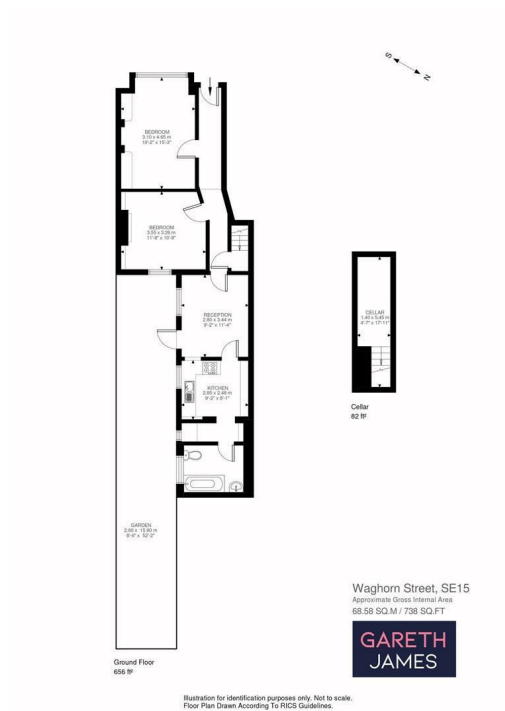 S
N
BEDROOM
3.10 x 4.65 m
10'-2" x 15'-3"
BEDROOM
3.55 x 3.28 m
11'-8" x 10'-9"
RECEPTION
2.80 x 3.44 m
9'-2" x 11'-4"
KITCHEN
2.80 x 2.46 m
9'-2" x 8'-1"
GARDEN
2.60 x 15.90 m
8'-6" x 52'-2"
Ground Floor
656 ft²
CELLAR
1.40 x 5.45 m
4'-7" x 17'-11"
Cellar
82 ft²
Waghorn Street, SE15
Approximate Gross Internal Area
68.58 SQ.M / 738 SQ.FT
GARETH
JAMES
Illustration for identification purposes only. Not to scale.
Floor Plan Drawn According To RICS Guidelines.